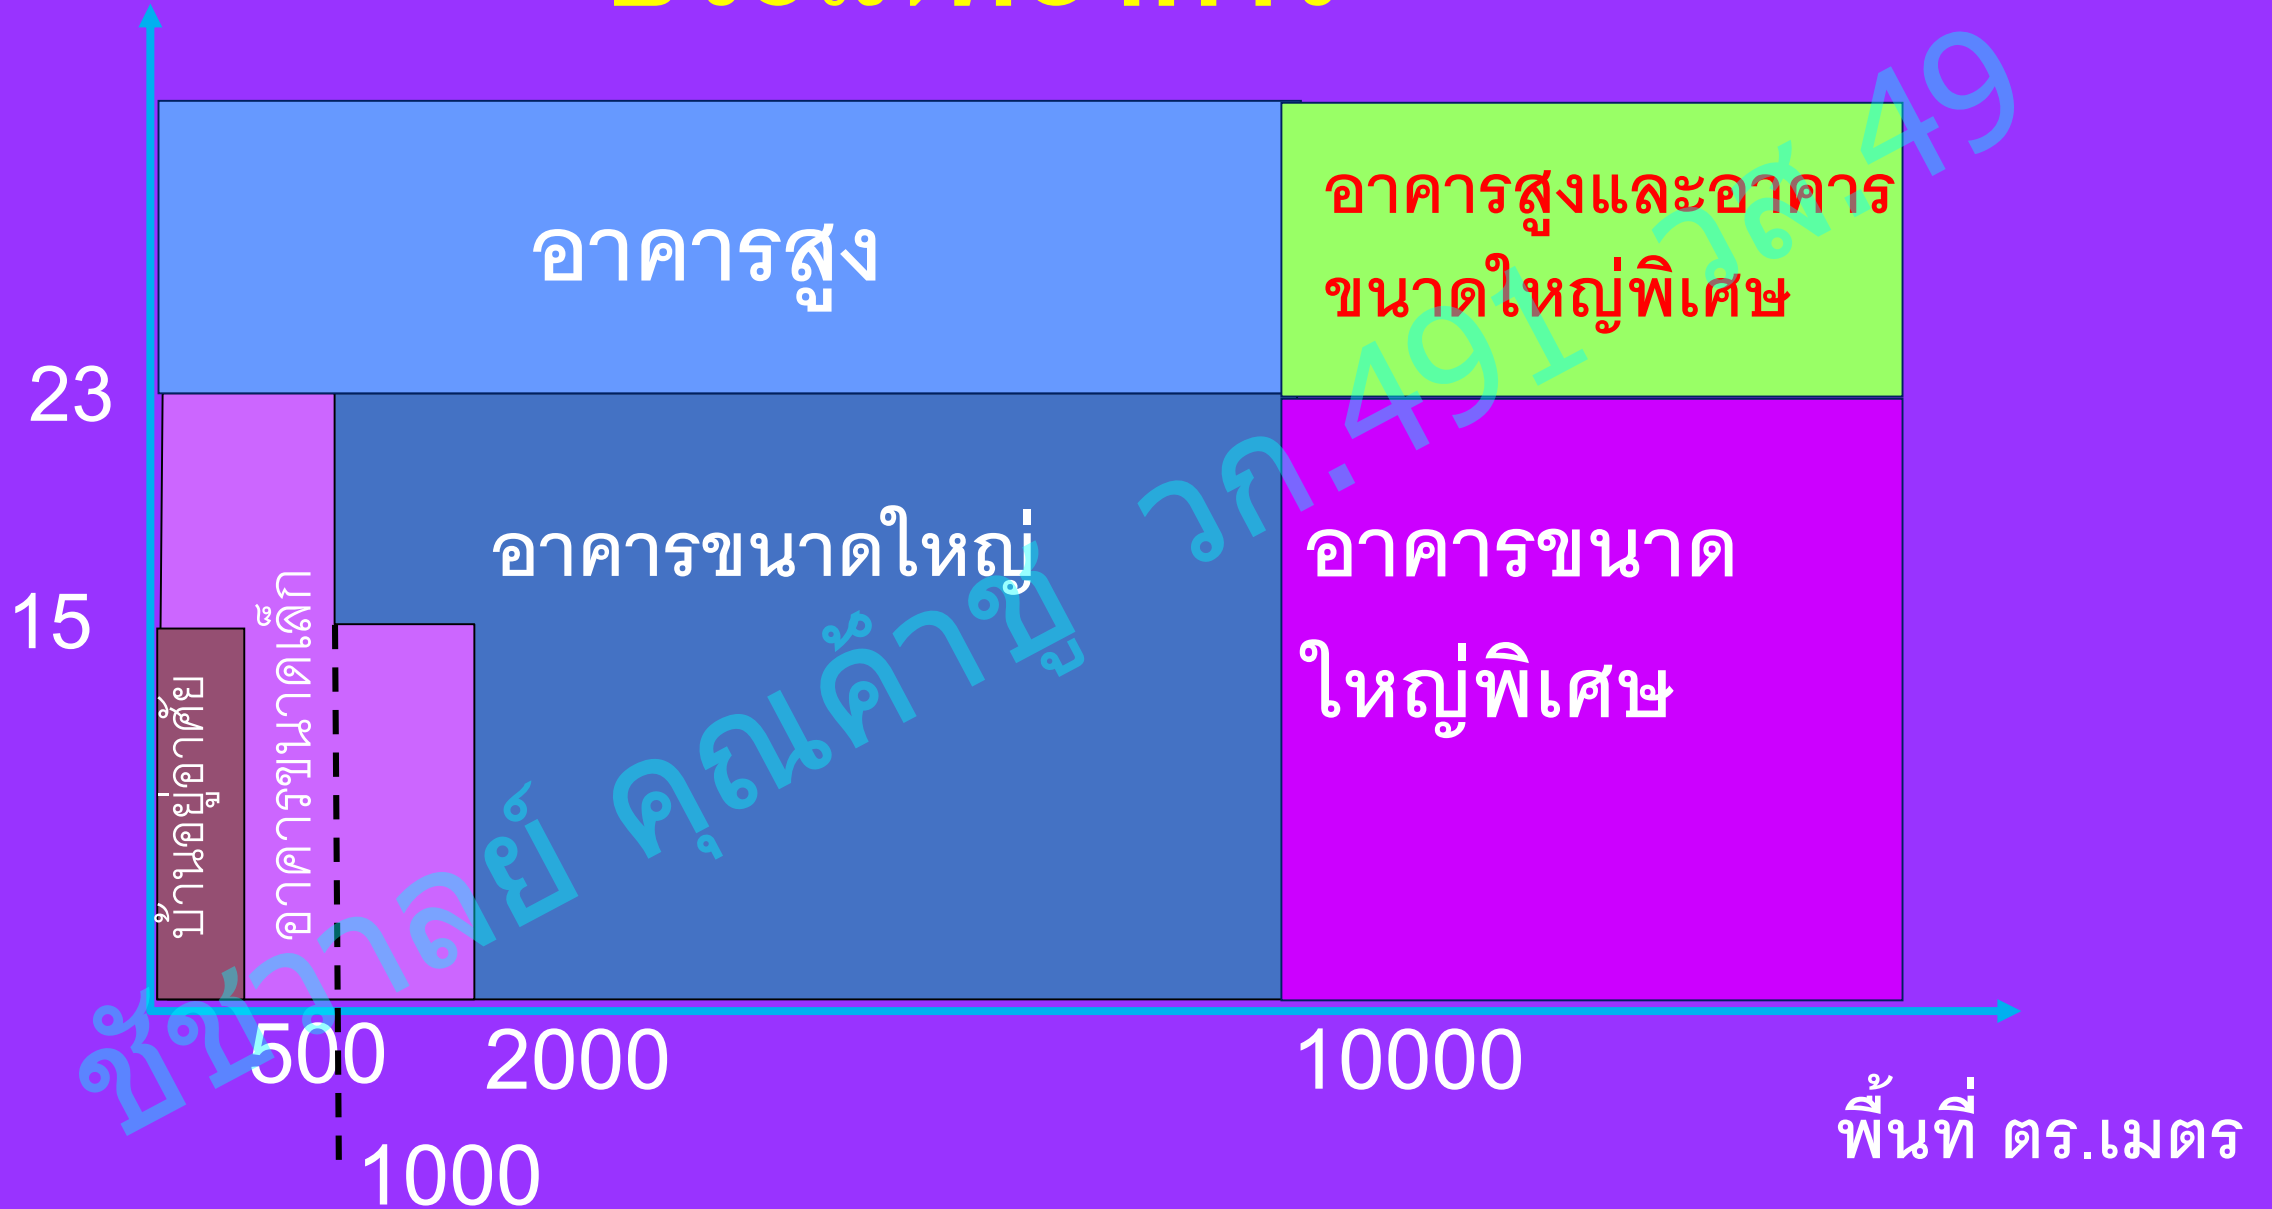 อาคารสูง
อาคารสูงและอาคาร
ขนาดใหญ่พิเศษ
23
อาคารขนาดใหญ่
อาคารขนาด
ใหญ่พิเศษ
15
บ้านอยู่อาศัย
อาคารขนาดเล็ก
500
2000
10000
1000
พื้นที่ ตร.เมตร
ชัชวาลย์ คุณค้ำชู วก.491 วส.49